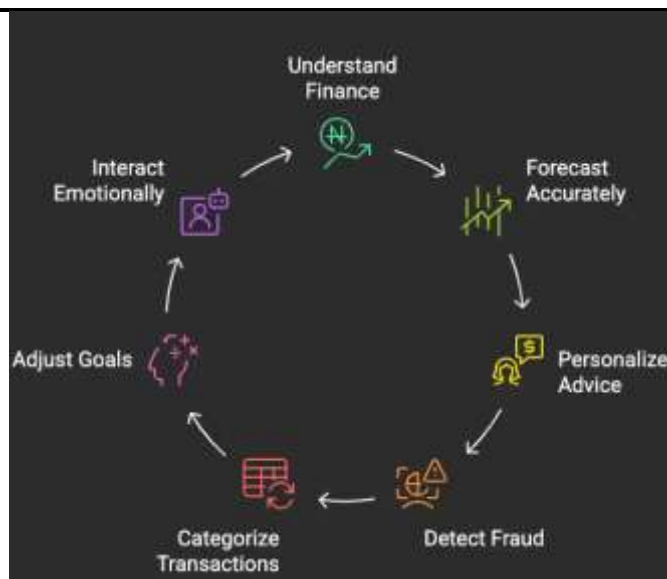 Understand
Finance
Forecast
Accurately
Personalize
Advice
Detect Fraud
Categorize
Transactions
Adjust Goals
Interact
Emotionally